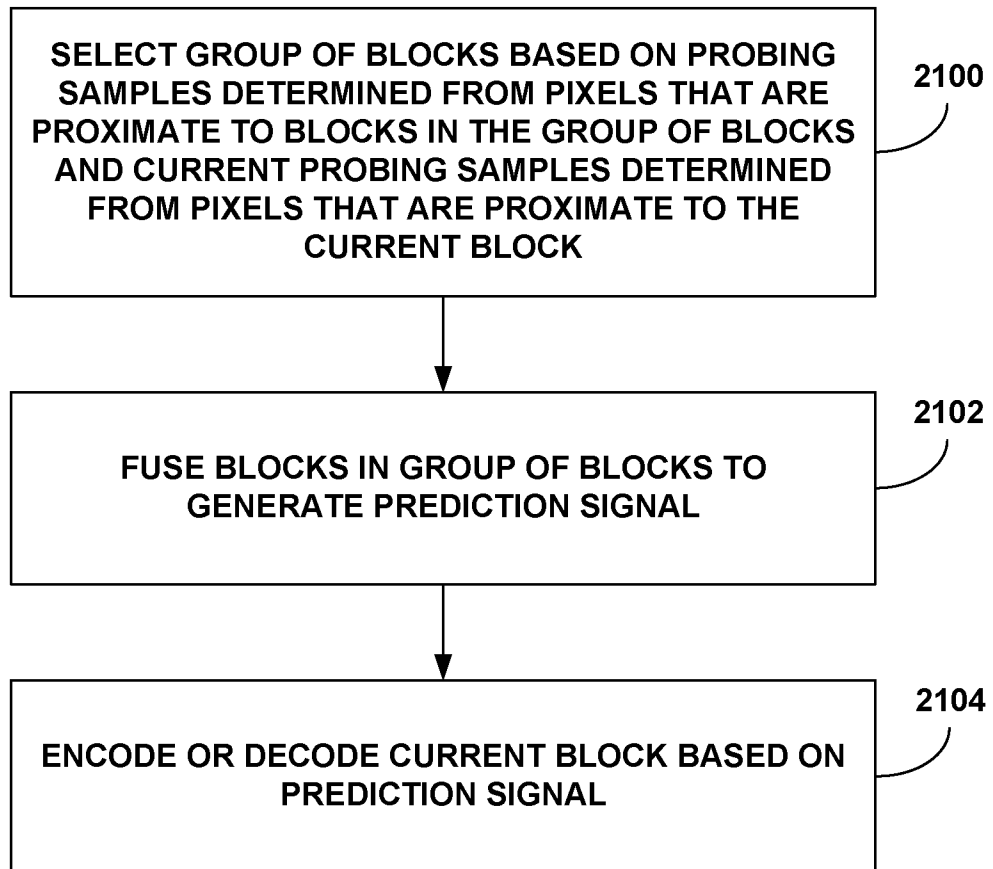 SELECT GROUP OF BLOCKS BASED ON PROBING
SAMPLES DETERMINED FROM PIXELS THAT ARE
PROXIMATE TO BLOCKS IN THE GROUP OF BLOCKS
AND CURRENT PROBING SAMPLES DETERMINED
FROM PIXELS THAT ARE PROXIMATE TO THE
CURRENT BLOCK
2100
FUSE BLOCKS IN GROUP OF BLOCKS TO
GENERATE PREDICTION SIGNAL
2102
ENCODE OR DECODE CURRENT BLOCK BASED ON
PREDICTION SIGNAL
2104